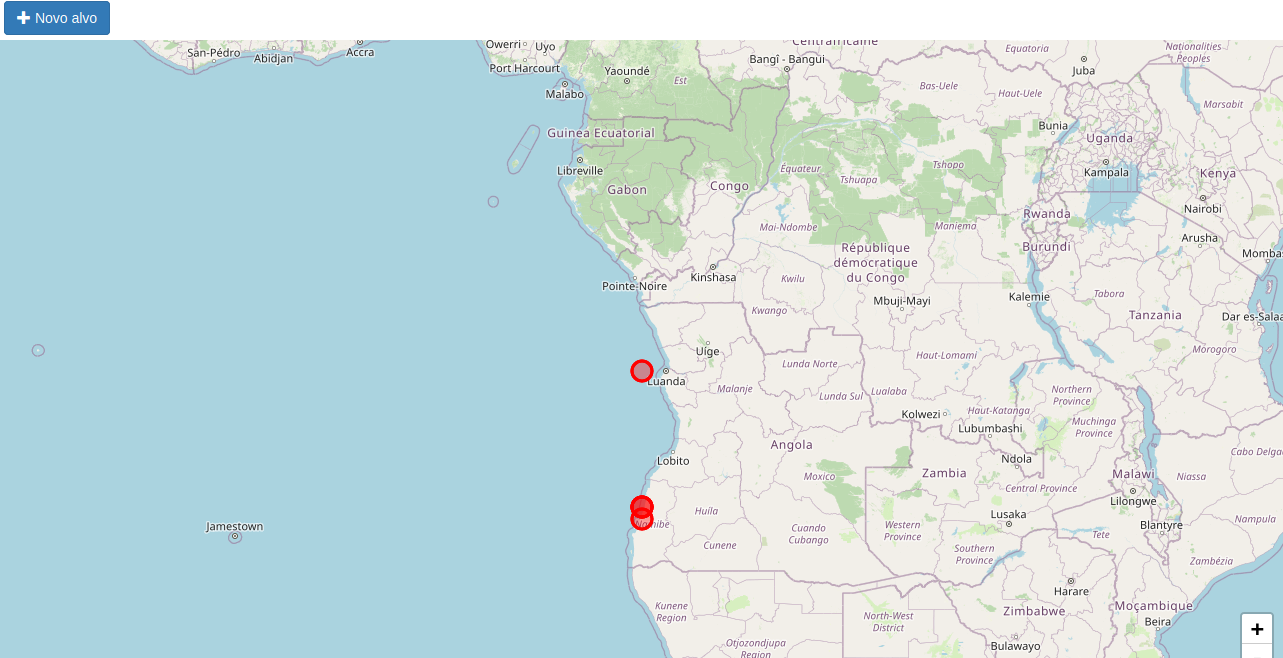 Novo alvo
Centrafricaine
Owerri
Uyo
San-Pédro
Accra
Abidjan
Port Harcourt
Yaoundé
Est
Bangî - Bangui
Equatoria
Nationalities
Peoples
Juba
Malabo
Bas-Uele
Haut-Uele
Marsabit
Guinea Ecuatorial
Bunia
Uganda
Libreville
Équateur
Tshopo
Kampala
Kenya
Gabon
Congo
Tshuapa
Rwanda
Nairobi
Mai-Ndombe
Maniema
Burundi
Arusha
République
démocratique
du Congo
Mombas
Kinshasa
Kwilu
Pointe-Noire
Mbuji-Mayi
Kalemie
Tabora
Kwango
Tanzania
Dar es-Salaa
Uíge
Haut-Lomami
Morogoro
Lunda Norte
Luanda
Malanje
Lunda Sul
Lualaba
Northern
Province
Kolwezi
Haut-Katanga
Muchinga
Province
Lubumbashi
Angola
Lobito
Ndola
Cabo Delga
Moxico
Zambia
Malawi
Niassa
Central Province
Lilongwe
Huíla
Lusaka
Nampula
Jamestown
Namibe
Cuando
Cubango
Western
Province
Blantyre
Tete
Cunene
Southern
Province
Zambézia
Harare
Kunene
Region
North-West
District
Zimbabwe
Moçambique
Beira
+
Otjozondjupa
Region
Bulawayo